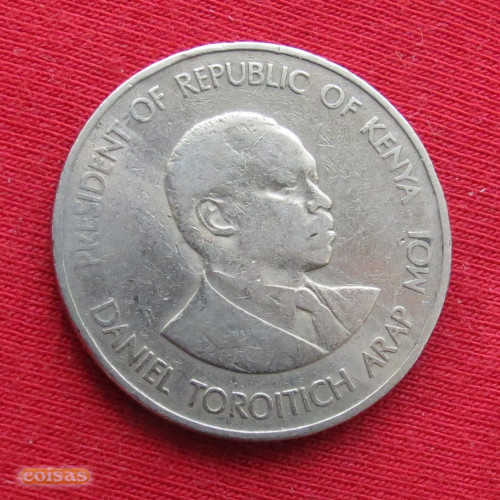 PRESIDENT OF REPUBLIC OF KENYA
DANIEL TOROITICH ARAP MOI
coisas